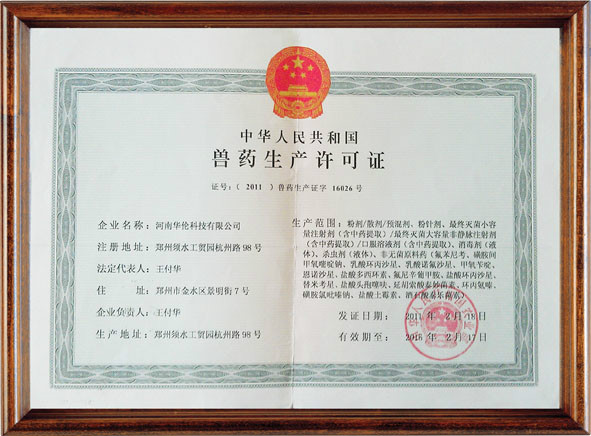 中华人民共和国
兽药生产许可证
证号:( 2011 )兽药生产证字 16026 号
企业名称: 河南华伦科技有限公司
注册地址: 郑州须水工贸园杭州路 98 号
法定代表人: 王付华
住 址: 郑州市金水区景明街 7 号
企业负责人: 王付华
生产地址: 郑州须水工贸园杭州路 98 号
生产范围: 粉剂/散剂/预混剂、粉针剂、最终灭菌小容
量注射剂(含中药提取)/最终灭菌大容量非静脉注射剂
(含中药提取)/口服溶液剂(含中药提取)、消毒剂(液
体)、杀虫剂(液体)、非无菌原料药(氟苯尼考、磺胺间
甲氧嘧啶钠、乳酸环丙沙星、乳酸诺氟沙星、甲氧苄啶、
恩诺沙星、盐酸多西环素、氟尼辛葡甲胺、盐酸环丙沙星、
替米考星、盐酸头孢噻呋、延胡索酸泰妙菌素、环丙氨嗪、
磺胺氯吡嗪钠、盐酸土霉素、酒石酸泰乐菌素)
发证日期: 2011 年 2 月 18 日
有效期至: 2016 年 2 月 17 日